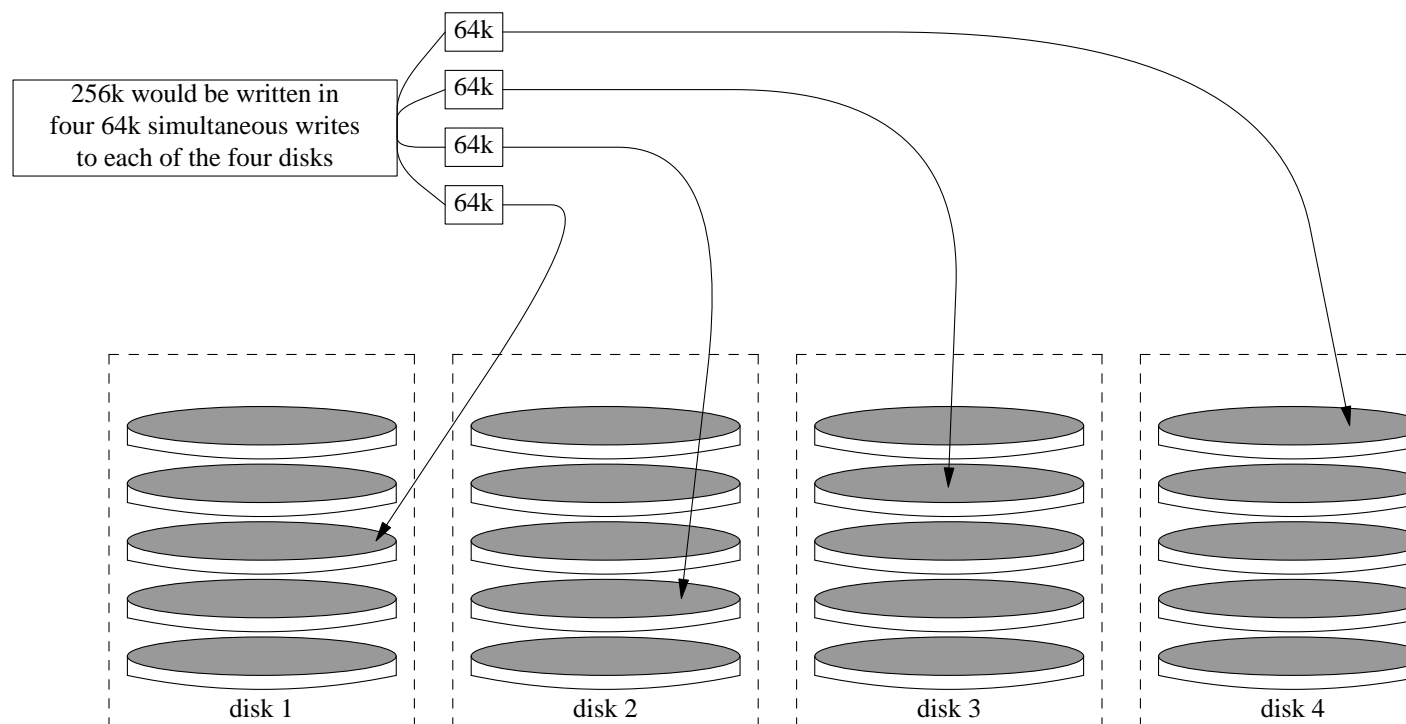 64k
64k
64k
64k
256k would be written in
four 64k simultaneous writes
to each of the four disks
disk 1
disk 2
disk 3
disk 4